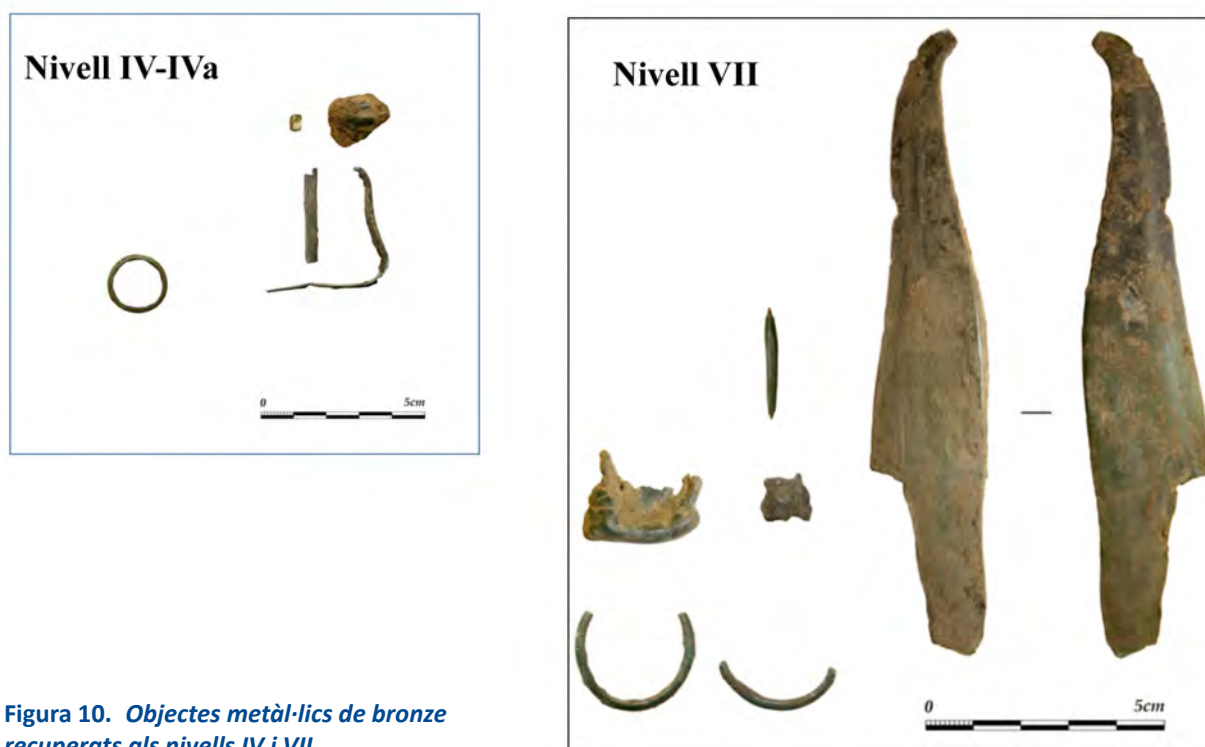 Nivell IV-IVa
0 5cm
Nivell VII
0 5cm
Figura 10. Objectes metàl·lics de bronze
recuperats als nivells IV i VII